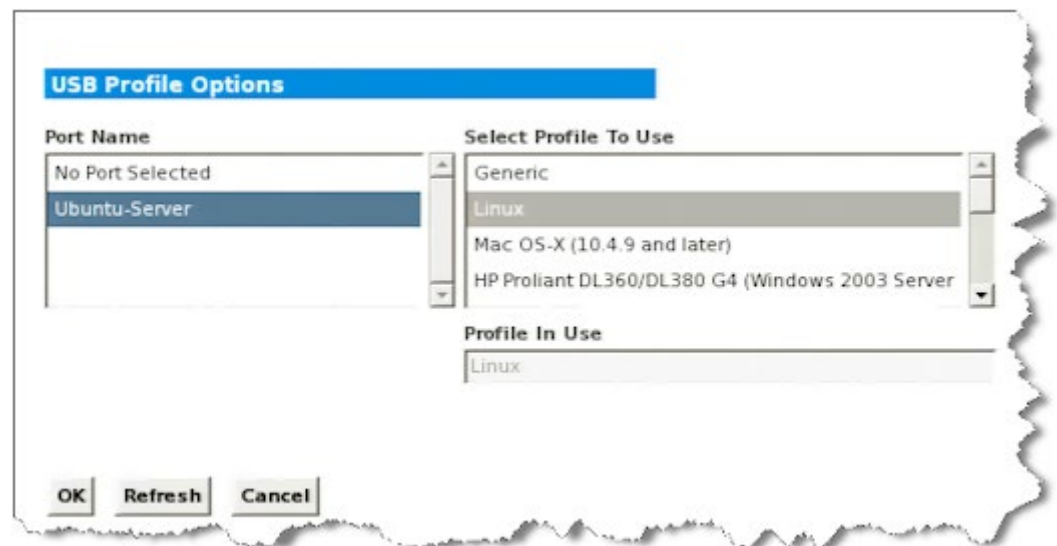 USB Profile Options
Port Name
No Port Selected
Ubuntu-Server
Select Profile To Use
Generic
Linux
Mac OS-X (10.4.9 and later)
HP Proliant DL360/DL380 G4 (Windows 2003 Server
Profile In Use
Linux
OK Refresh Cancel